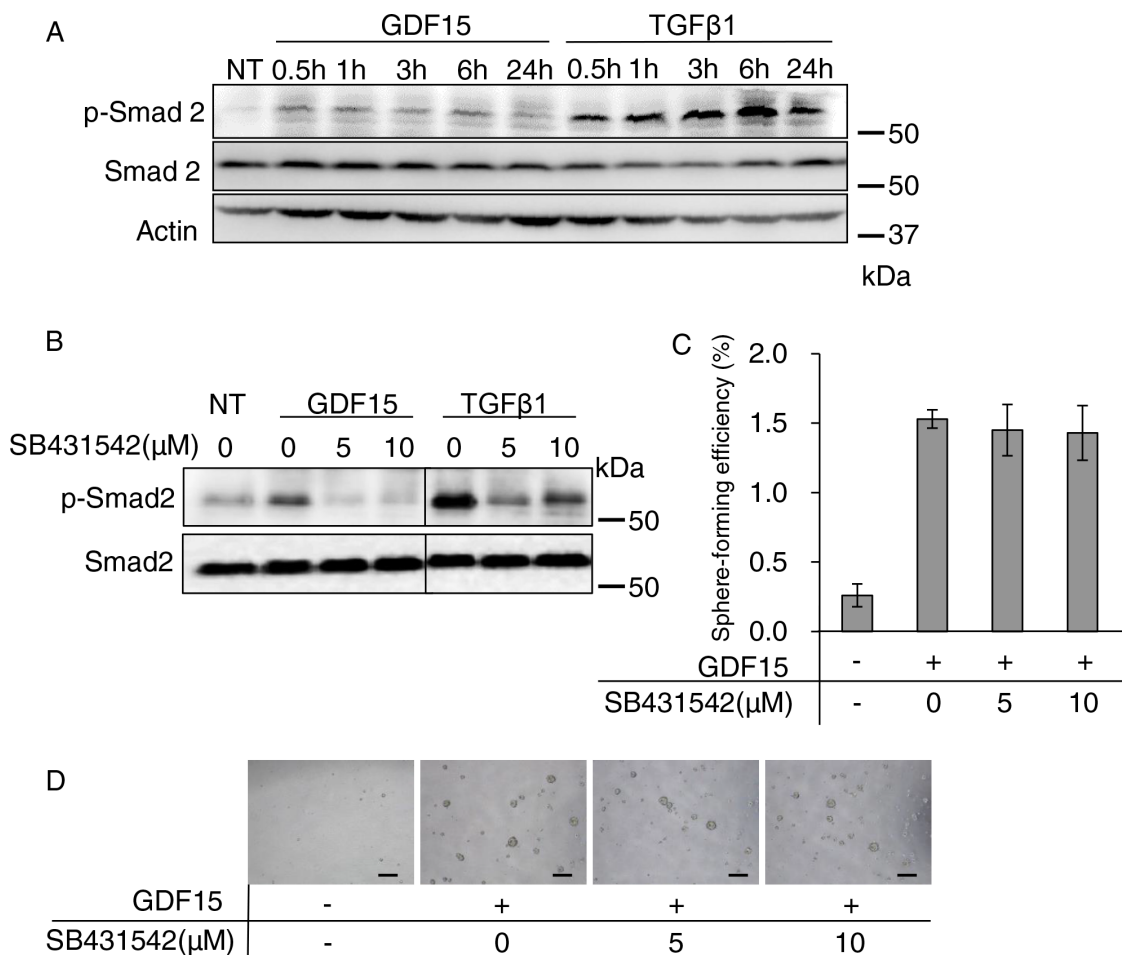 A
GDF15 TGFβ1
NT 0.5h 1h 3h 6h 24h 0.5h 1h 3h 6h 24h
p-Smad 2
50
Smad 2
50
Actin
37
kDa
B
NT GDF15 TGFβ1
SB431542(μM) 0 0 5 10 0 5 10
kDa
p-Smad2
50
Smad2
50
C
Sphere-forming efficiency (%)
2.0
1.5
1.0
0.5
0.0
GDF15 - + + +
SB431542(μM) - 0 5 10
D
GDF15 - + + +
SB431542(μM) - 0 5 10